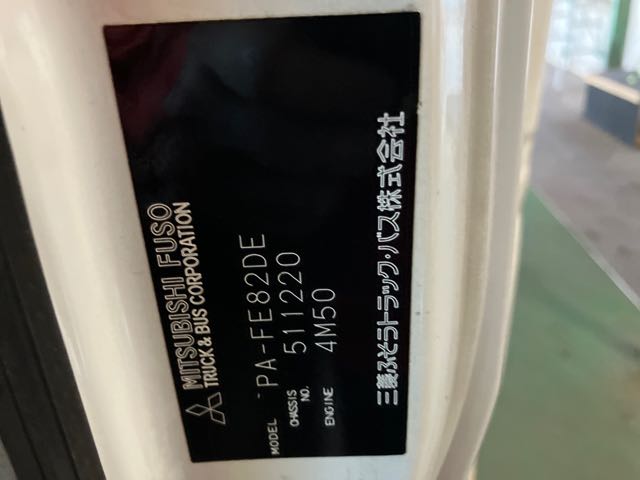 MITSUBISHI FUSO
TRUCK & BUS CORPORATION
MODEL PA-FE82DE
CHASSIS NO. 511220
ENGINE 4M50
三菱ふそうトラック・バス株式会社